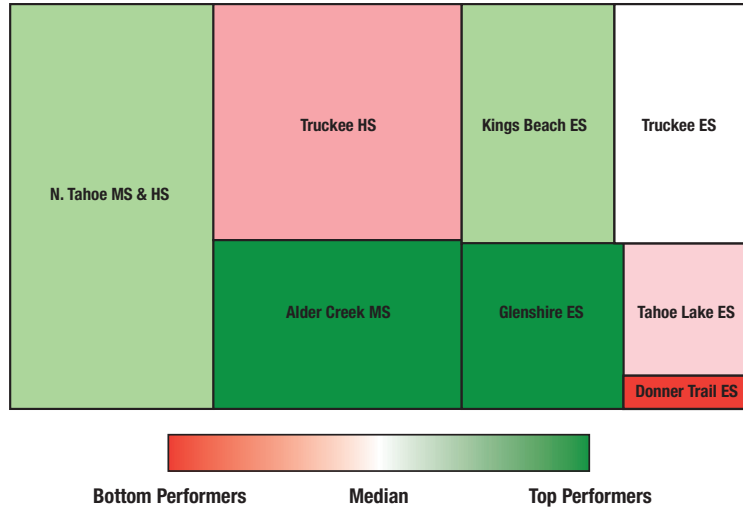 Truckee HS
Kings Beach ES
Truckee ES
N. Tahoe MS & HS
Alder Creek MS
Glenshire ES
Tahoe Lake ES
Donner Trail ES
Bottom Performers
Median
Top Performers